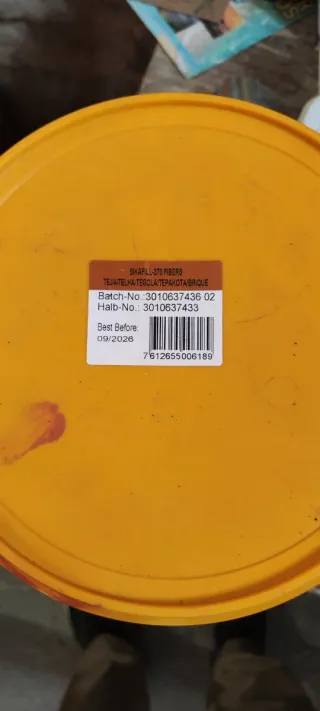 SIKAFILL-370 FIBERS
TEJA/TELHA/TEGOLA/TEPAKOTA/BRIQUE
Batch-No.:3010637436 02
Halb-No.: 3010637433
Best Before:
09/2026
7612655006189